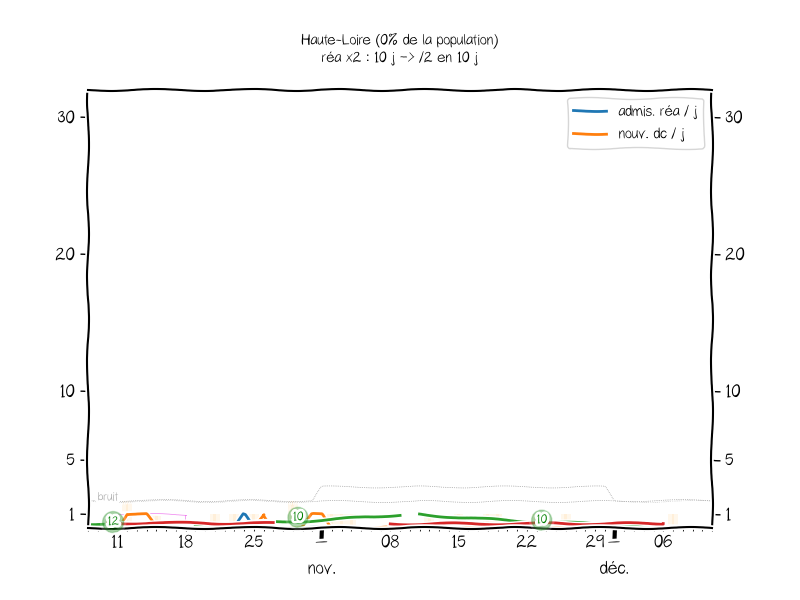 Haute-Loire (0% de la population)
réa x2 : 10 j -> /2 en 10 j
admis. réa / j
nouv. dc / j
30
30
20
20
10
10
5
5
bruit
1
1
12
10
10
11 18 25 08 15 22 29 06
nov. déc.